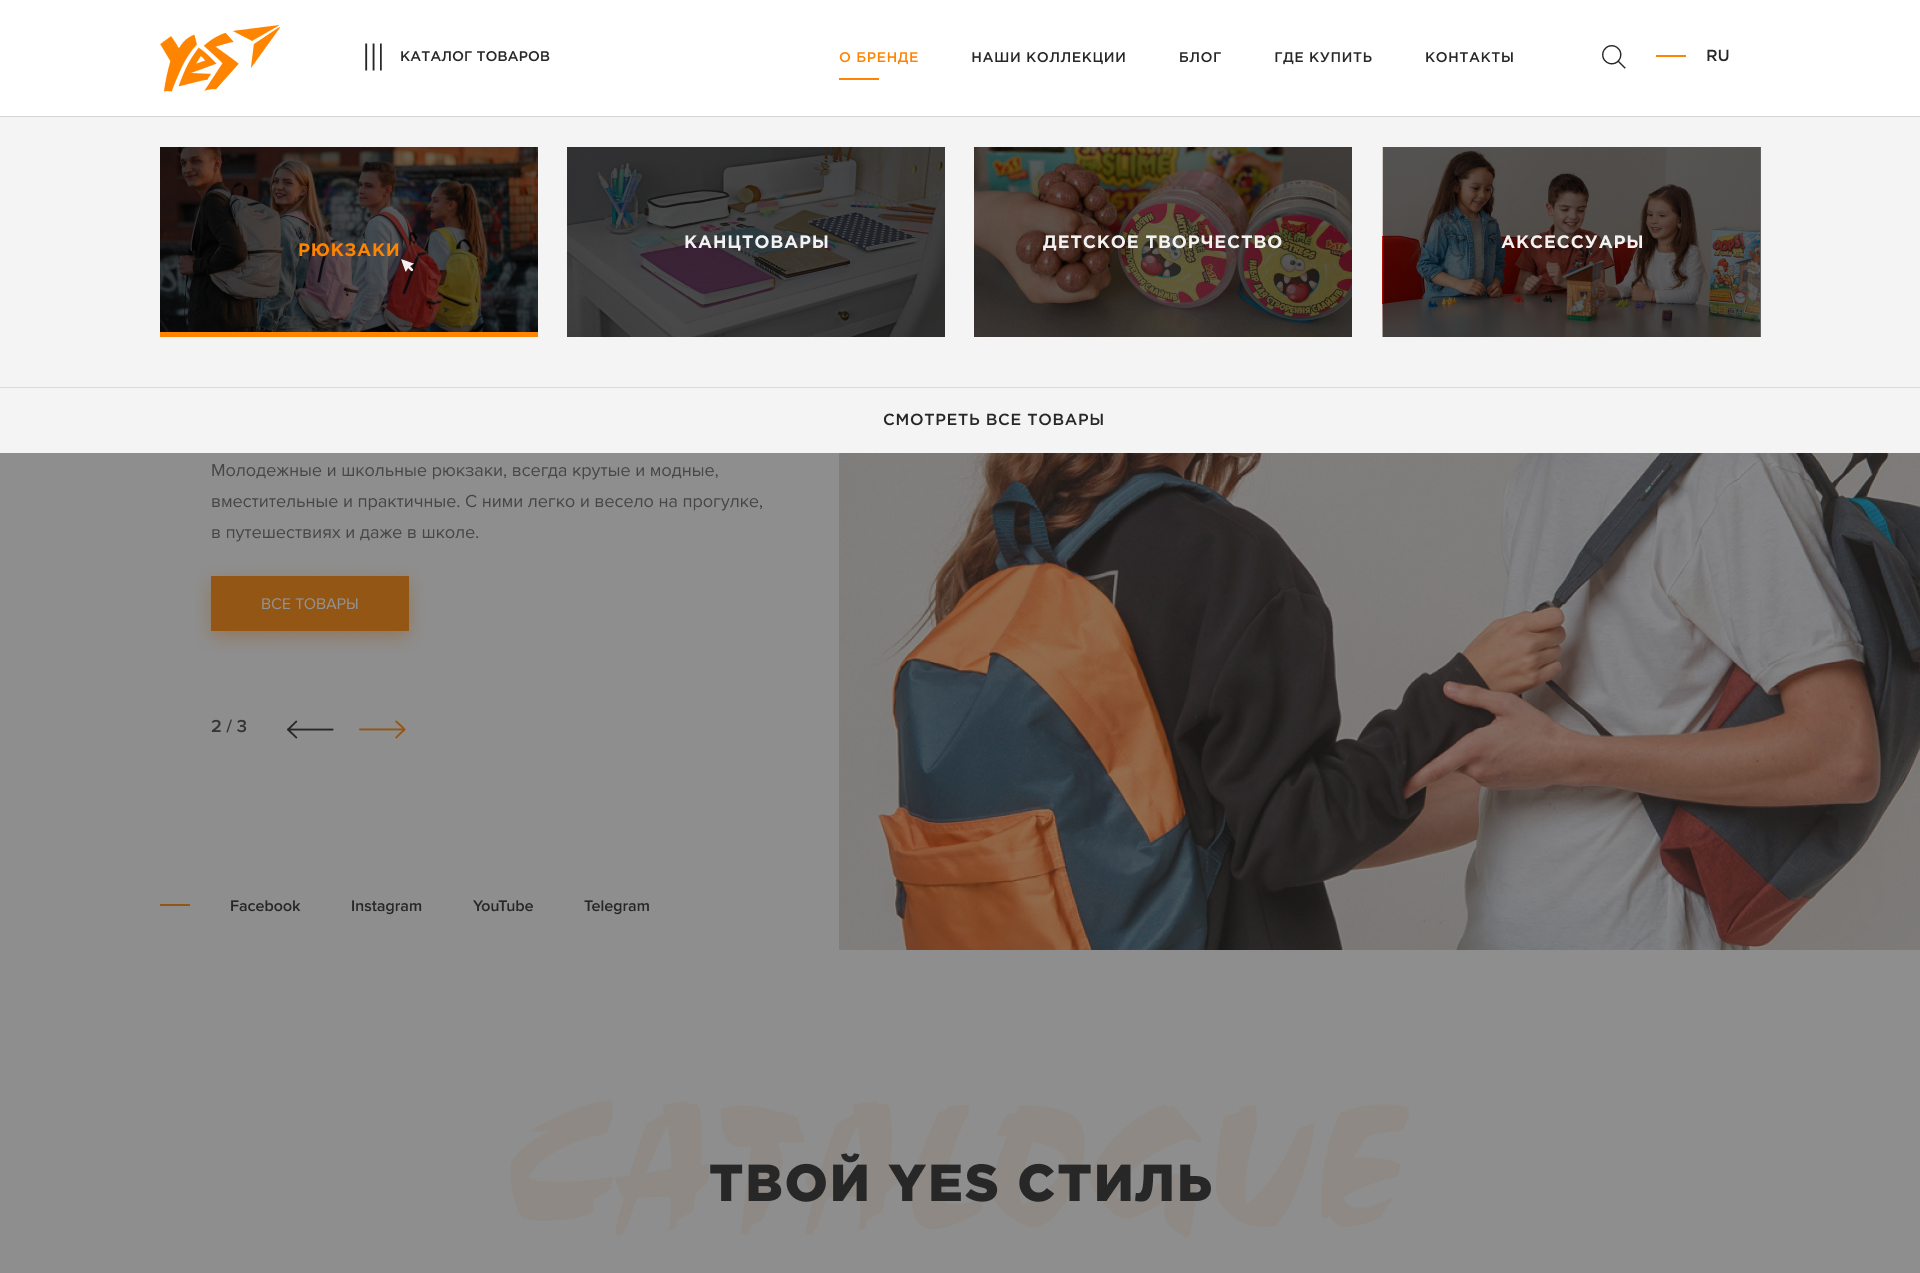 YES
КАТАЛОГ ТОВАРОВ
О БРЕНДЕ
НАШИ КОЛЛЕКЦИИ
БЛОГ
ГДЕ КУПИТЬ
КОНТАКТЫ
RU
РЮКЗАКИ
КАНЦТОВАРЫ
SLIME
ДЕТСКОЕ ТВОРЧЕСТВО
АКСЕССУАРЫ
СМОТРЕТЬ ВСЕ ТОВАРЫ
Молодежные и школьные рюкзаки, всегда крутые и модные,
вместительные и практичные. С ними легко и весело на прогулке,
в путешествиях и даже в школе.
ВСЕ ТОВАРЫ
2 / 3
Facebook
Instagram
YouTube
Telegram
CATALOGUE
ТВОЙ YES СТИЛЬ